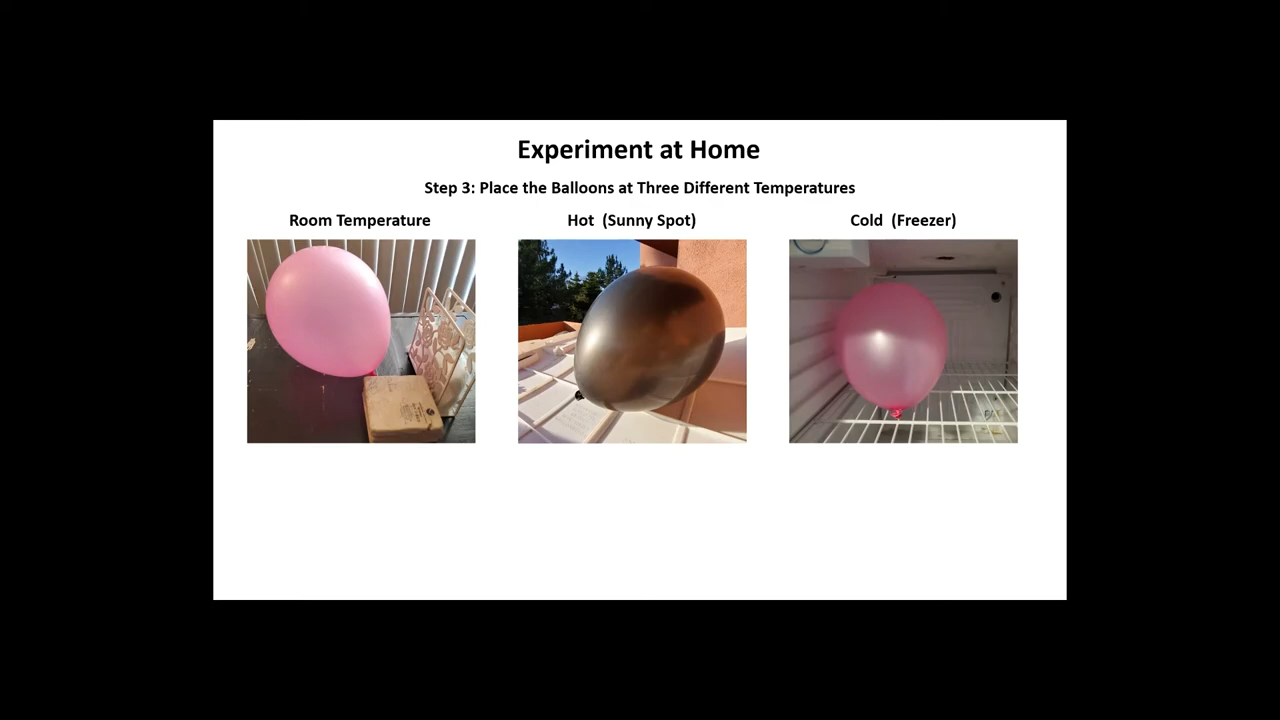 Experiment at Home
Step 3: Place the Balloons at Three Different Temperatures
Room Temperature
Hot  (Sunny Spot)
Cold  (Freezer)